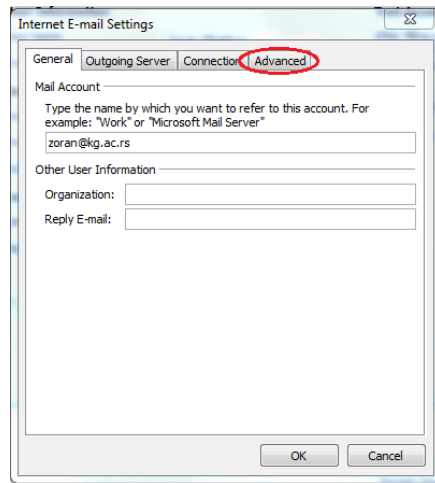 Internet E-mail Settings
General Outgoing Server Connection Advanced
Mail Account
Type the name by which you want to refer to this account. For
example: "Work" or "Microsoft Mail Server"
zoran@kg.ac.rs
Other User Information
Organization:
Reply E-mail:
OK Cancel